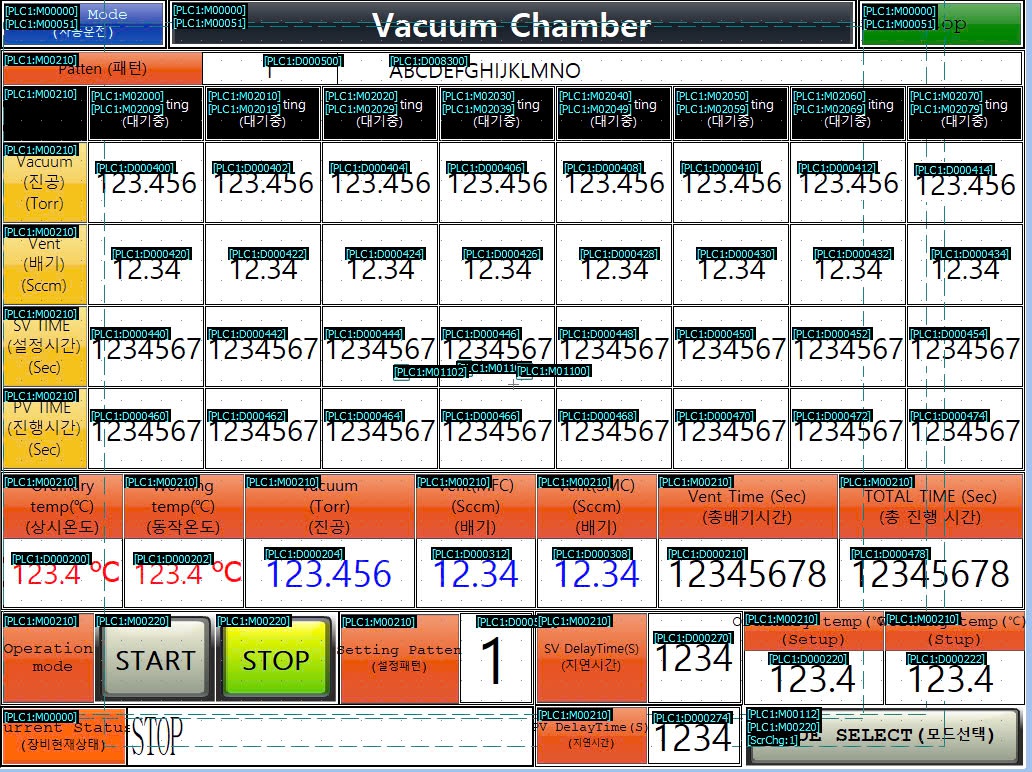 [PLC1:M00000] Mode
(자동운전)
[PLC1:M00000]
[PLC1:M00051]
Vacuum Chamber
[PLC1:M00000]
[PLC1:M00051]
[PLC1:M00210]
Patten (패턴)
[PLC1:D000500]
1
[PLC1:D008300]
ABCDEFGHIJKLMNO
[PLC1:M00210]
[PLC1:M02000] [PLC1:M02010] [PLC1:M02020] [PLC1:M02030] [PLC1:M02040] [PLC1:M02050] [PLC1:M02060] [PLC1:M02070]
[PLC1:M02009] [PLC1:M02019] [PLC1:M02029] [PLC1:M02039] [PLC1:M02049] [PLC1:M02059] [PLC1:M02069] [PLC1:M02079]
(대기중) (대기중) (대기중) (대기중) (대기중) (대기중) (대기중) (대기중)
[PLC1:M00210]
Vacuum
(진공)
(Torr)
[PLC1:D000400] [PLC1:D000402] [PLC1:D000404] [PLC1:D000406] [PLC1:D000408] [PLC1:D000410] [PLC1:D000412] [PLC1:D000414]
123.456 123.456 123.456 123.456 123.456 123.456 123.456 123.456
[PLC1:M00210]
Vent
(배기)
(Sccm)
[PLC1:D000420] [PLC1:D000422] [PLC1:D000424] [PLC1:D000426] [PLC1:D000428] [PLC1:D000430] [PLC1:D000432] [PLC1:D000434]
12.34 12.34 12.34 12.34 12.34 12.34 12.34 12.34
[PLC1:M00210]
SV TIME
(설정시간)
(Sec)
[PLC1:D000440] [PLC1:D000442] [PLC1:D000444] [PLC1:D000446] [PLC1:D000448] [PLC1:D000450] [PLC1:D000452] [PLC1:D000454]
1234567 1234567 1234567 1234567 1234567 1234567 1234567 1234567
[PLC1:M01102] [PLC1:M01100]
[PLC1:M00210]
PV TIME
(진행시간)
(Sec)
[PLC1:D000460] [PLC1:D000462] [PLC1:D000464] [PLC1:D000466] [PLC1:D000468] [PLC1:D000470] [PLC1:D000472] [PLC1:D000474]
1234567 1234567 1234567 1234567 1234567 1234567 1234567 1234567
[PLC1:M00210] [PLC1:M00210] [PLC1:M00210] [PLC1:M00210] [PLC1:M00210] [PLC1:M00210] [PLC1:M00210]
Ordinary
temp(℃)
(상시온도)
Working
temp(℃)
(동작온도)
Vacuum
(Torr)
(진공)
Vent(MFC)
(Sccm)
(배기)
(Sccm)
(배기)
Vent Time (Sec)
(총배기시간)
TOTAL TIME (Sec)
(총 진행 시간)
[PLC1:D000200] [PLC1:D000202] [PLC1:D000204] [PLC1:D000312] [PLC1:D000308] [PLC1:D000210] [PLC1:D000478]
123.4 ℃ 123.4 ℃ 123.456 12.34 12.34 12345678 12345678
[PLC1:M00210]
Operation
mode
[PLC1:M00220]
START
[PLC1:M00220]
STOP
[PLC1:M00210]
Setting Patten
(설정패턴)
1
[PLC1:M00210]
SV DelayTime(S)
(지연시간)
[PLC1:D000270]
1234
[PLC1:M00210]
temp(℃)
(Setup)
[PLC1:D000220]
123.4
[PLC1:M00210]
temp(℃)
(Stup)
[PLC1:D000222]
123.4
[PLC1:M00000]
Current Status
(장비현재상태)
STOP
[PLC1:M00210]
PV DelayTime(S)
(지연시간)
[PLC1:D000274]
1234
[PLC1:M00112]
[PLC1:M00220]
[ScrChg:1]
SELECT(모드선택)